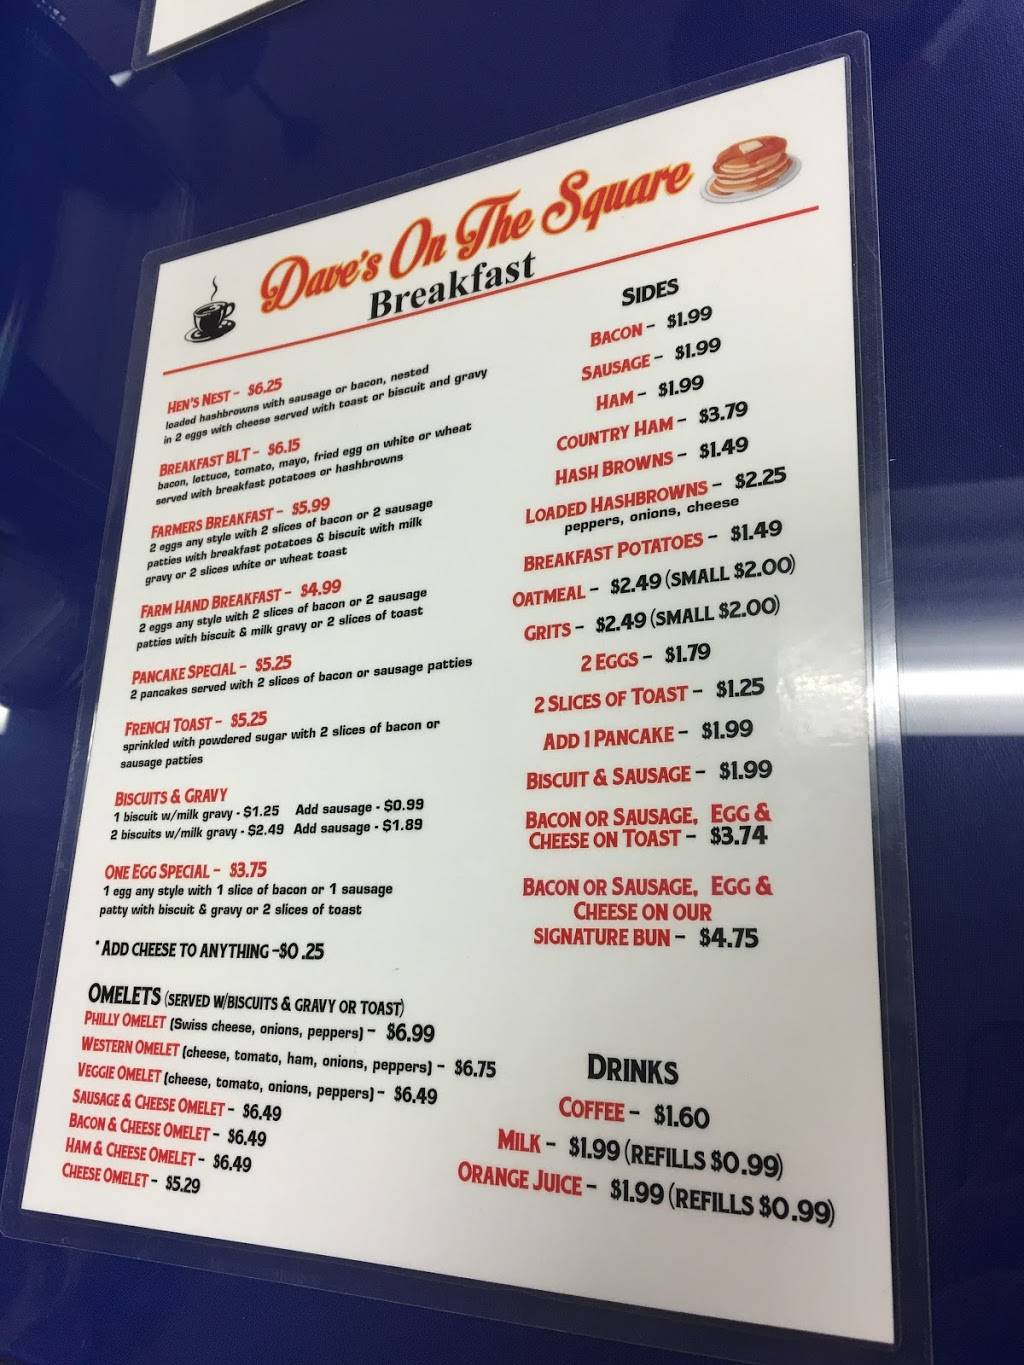 Dave's On The Square
Breakfast
HEN'S NEST - $6.25
loaded hashbrowns with sausage or bacon, nested
in 2 eggs with cheese served with toast or biscuit and gravy
BREAKFAST BLT - $6.15
bacon, lettuce, tomato, mayo, fried egg on white or wheat
served with breakfast potatoes or hashbrowns
FARMERS BREAKFAST - $5.99
2 eggs any style with 2 slices of bacon or 2 sausage
patties with breakfast potatoes & biscuit with milk
gravy or 2 slices white or wheat toast
FARM HAND BREAKFAST - $4.99
2 eggs any style with 2 slices of bacon or 2 sausage
patties with biscuit & milk gravy or 2 slices of toast
PANCAKE SPECIAL - $5.25
2 pancakes served with 2 slices of bacon or sausage patties
FRENCH TOAST - $5.25
sprinkled with powdered sugar with 2 slices of bacon or
sausage patties
BISCUITS & GRAVY
1 biscuit w/milk gravy - $1.25 Add sausage - $0.99
2 biscuits w/milk gravy - $2.49 Add sausage - $1.89
ONE EGG SPECIAL - $3.75
1 egg any style with 1 slice of bacon or 1 sausage
patty with biscuit & gravy or 2 slices of toast
*ADD CHEESE TO ANYTHING -$0.25
OMELETS (SERVED W/BISCUITS & GRAVY OR TOAST)
PHILLY OMELET (Swiss cheese, onions, peppers) - $6.99
WESTERN OMELET (cheese, tomato, ham, onions, peppers) - $6.75
VEGGIE OMELET (cheese, tomato, onions, peppers) - $6.49
SAUSAGE & CHEESE OMELET - $6.49
BACON & CHEESE OMELET - $6.49
HAM & CHEESE OMELET - $6.49
CHEESE OMELET - $5.29
SIDES
BACON - $1.99
SAUSAGE - $1.99
HAM - $1.99
COUNTRY HAM - $3.79
HASH BROWNS - $1.49
LOADED HASHBROWNS - $2.25
peppers, onions, cheese
BREAKFAST POTATOES - $1.49
OATMEAL - $2.49 (SMALL $2.00)
GRITS - $2.49 (SMALL $2.00)
2 EGGS - $1.79
2 SLICES OF TOAST - $1.25
ADD 1 PANCAKE - $1.99
BISCUIT & SAUSAGE - $1.99
BACON OR SAUSAGE, EGG &
CHEESE ON TOAST - $3.74
BACON OR SAUSAGE, EGG &
CHEESE ON OUR
SIGNATURE BUN - $4.75
DRINKS
COFFEE - $1.60
MILK - $1.99 (REFILLS $0.99)
ORANGE JUICE - $1.99 (REFILLS $0.99)